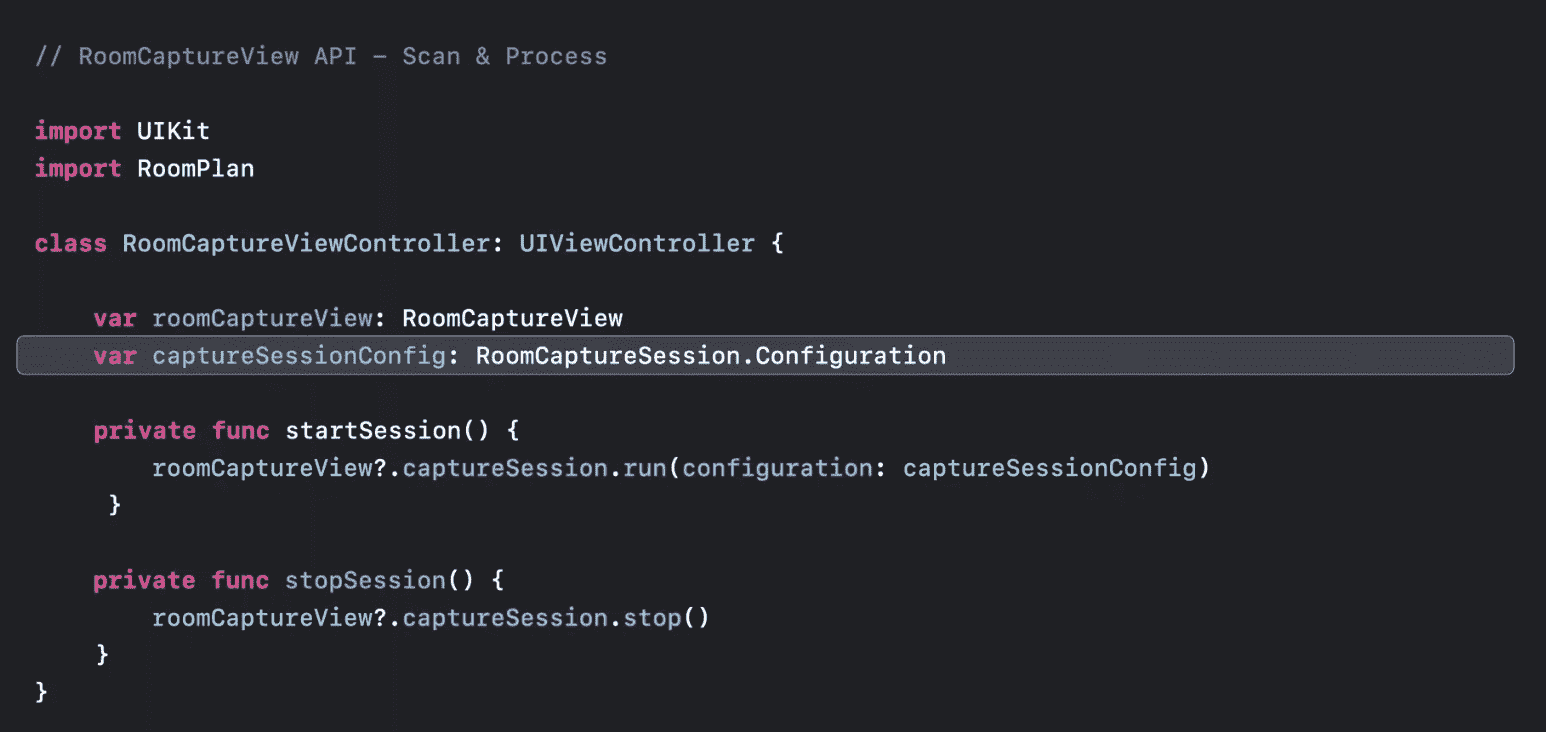 // RoomCaptureView API – Scan & Process
import UIKit
import RoomPlan
class RoomCaptureViewController: UIViewController {
var roomCaptureView: RoomCaptureView
var captureSessionConfig: RoomCaptureSession.Configuration
private func startSession() {
roomCaptureView?.captureSession.run(configuration: captureSessionConfig)
}
private func stopSession() {
roomCaptureView?.captureSession.stop()
}
}